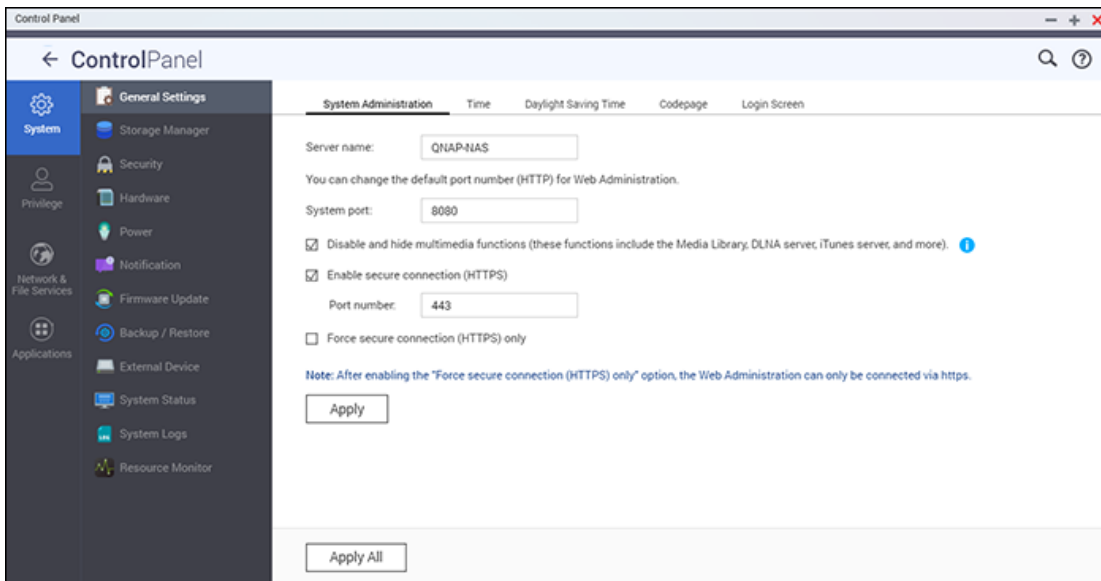 Control Panel
ControlPanel
System
Privilege
Network &
File Services
Applications
General Settings
Storage Manager
Security
Hardware
Power
Notification
Firmware Update
Backup / Restore
External Device
System Status
System Logs
Resource Monitor
System Administration Time Daylight Saving Time Codepage Login Screen
Server name: QNAP-NAS
You can change the default port number (HTTP) for Web Administration.
System port: 8080
Disable and hide multimedia functions (these functions include the Media Library, DLNA server, iTunes server, and more).
Enable secure connection (HTTPS)
Port number: 443
Force secure connection (HTTPS) only
Note: After enabling the "Force secure connection (HTTPS) only" option, the Web Administration can only be connected via https.
Apply
Apply All